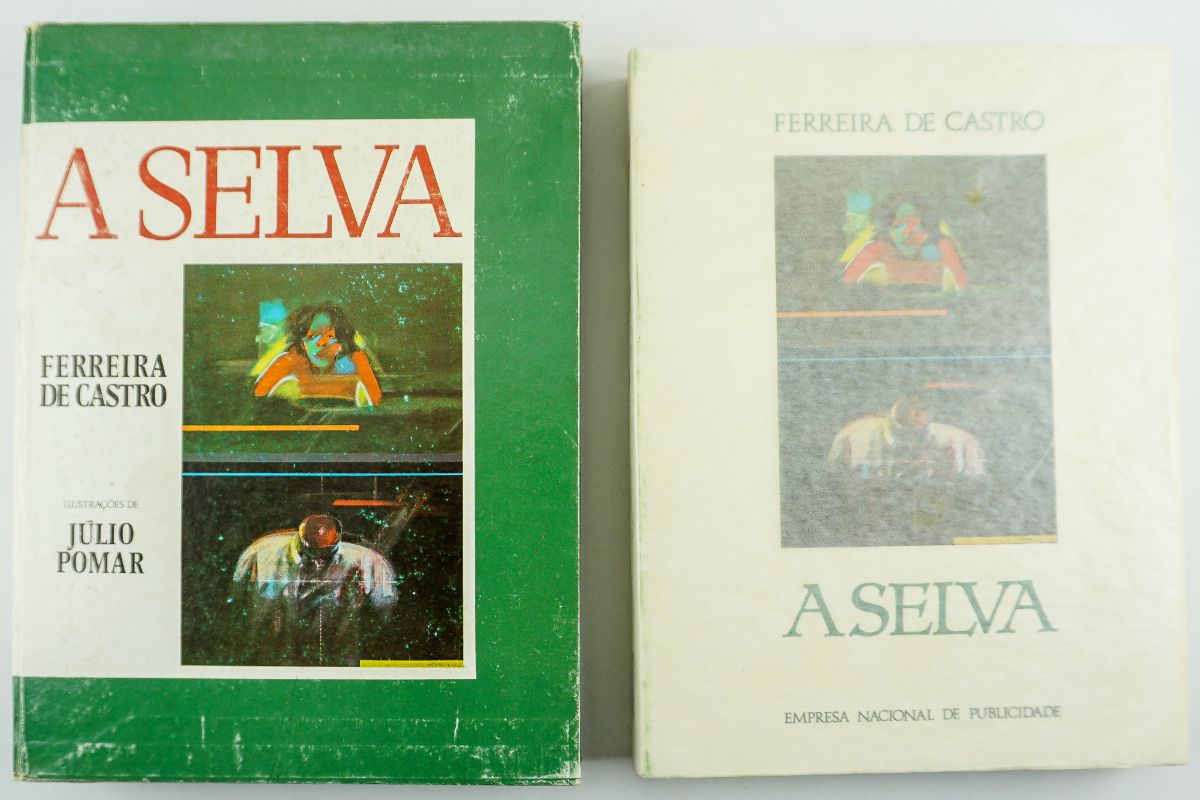 A SELVA
FERREIRA
DE CASTRO
ILUSTRAÇÕES DE
JÚLIO
POMAR
FERREIRA DE CASTRO
A SELVA
EMPRESA NACIONAL DE PUBLICIDADE